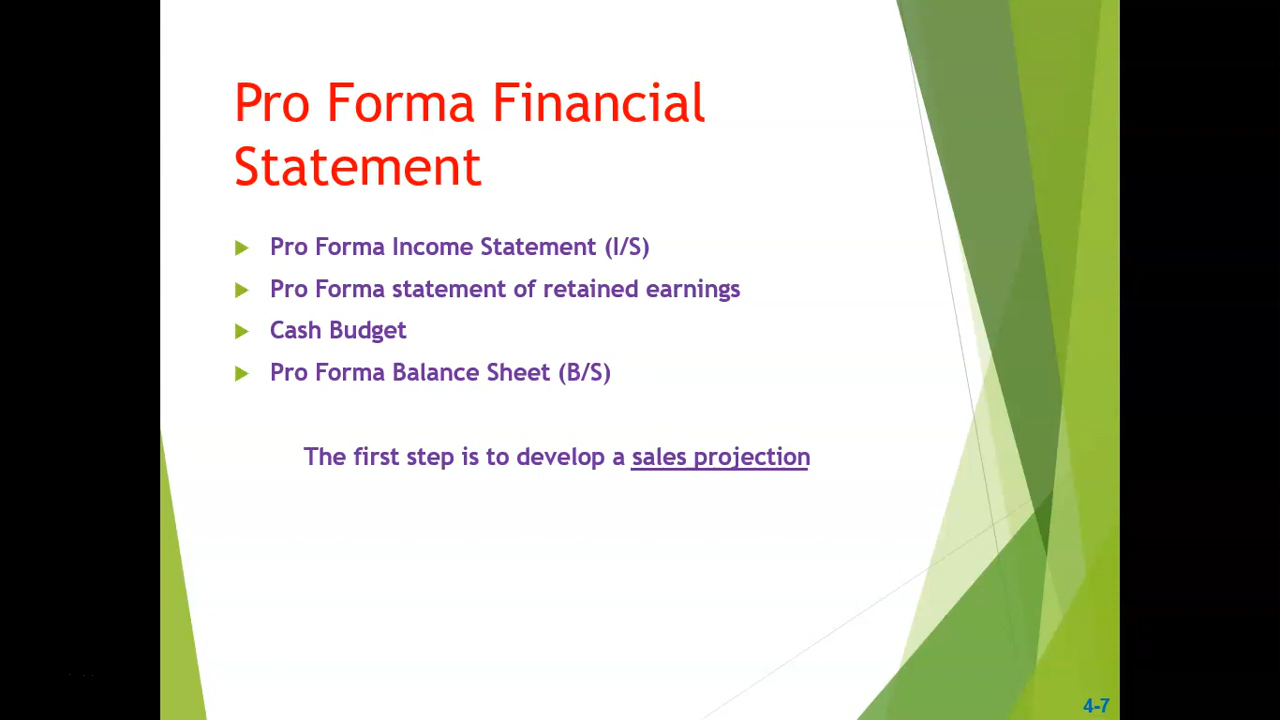 Pro Forma Financial
Statement
Pro Forma Income Statement (I/S)
Pro Forma statement of retained earnings
Cash Budget
Pro Forma Balance Sheet (B/S)
The first step is to develop a sales projection
4-7